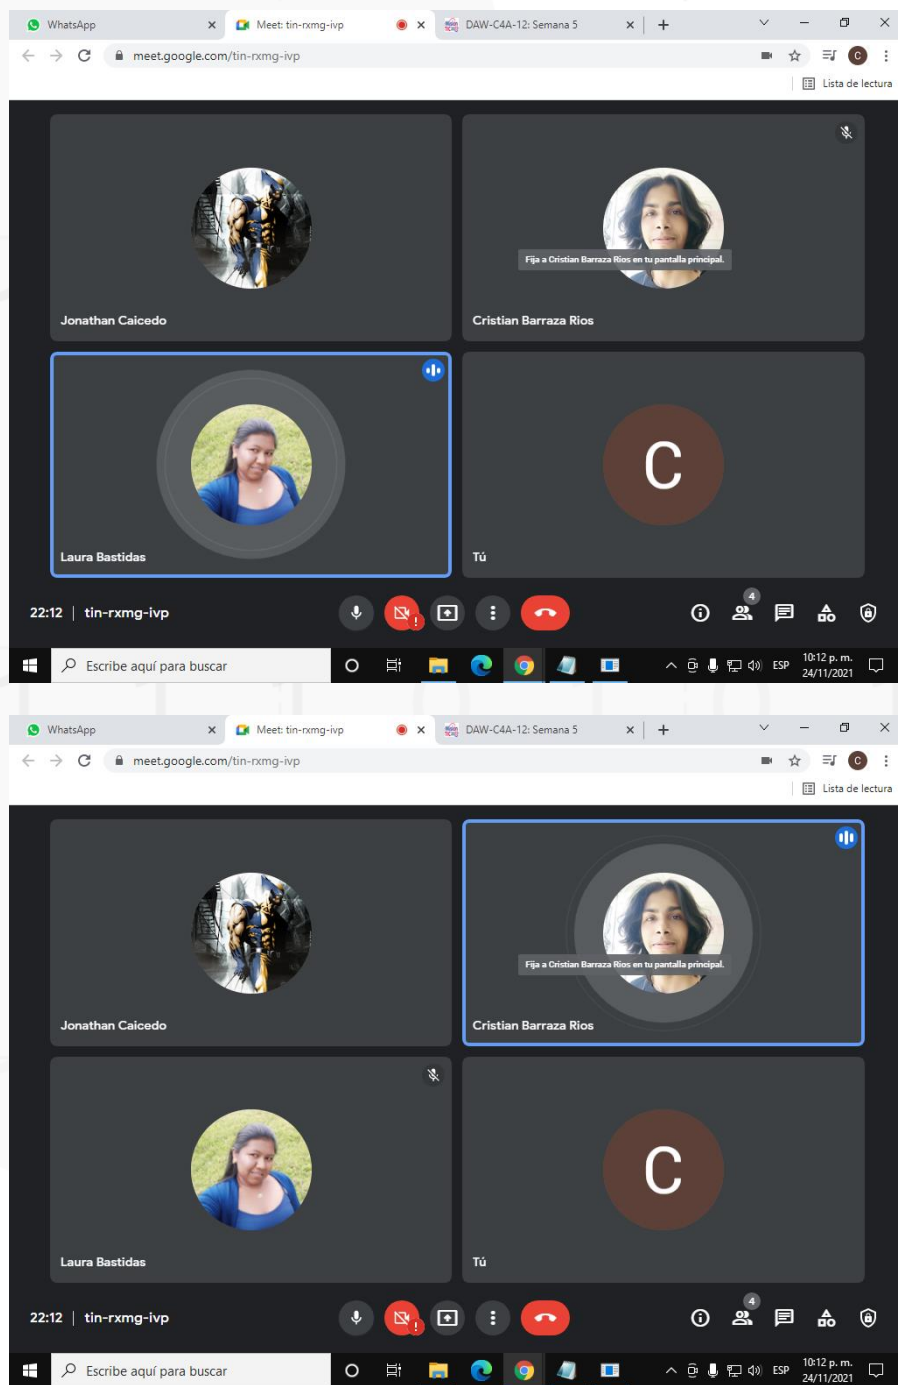 WhatsApp
Meet: tin-rxmg-ivp
DAW-C4A-12: Semana 5
meet.google.com/tin-rxmg-ivp
C
Lista de lectura
Fija a Cristian Barraza Rios en tu pantalla principal.
Jonathan Caicedo
Cristian Barraza Rios
C
Laura Bastidas
Tú
22:12 | tin-rxmg-ivp
4
Escribe aquí para buscar
ESP
10:12 p. m.
24/11/2021
WhatsApp
Meet: tin-rxmg-ivp
DAW-C4A-12: Semana 5
meet.google.com/tin-rxmg-ivp
C
Lista de lectura
Fija a Cristian Barraza Rios en tu pantalla principal.
Jonathan Caicedo
Cristian Barraza Rios
C
Laura Bastidas
Tú
22:12 | tin-rxmg-ivp
4
Escribe aquí para buscar
ESP
10:12 p. m.
24/11/2021